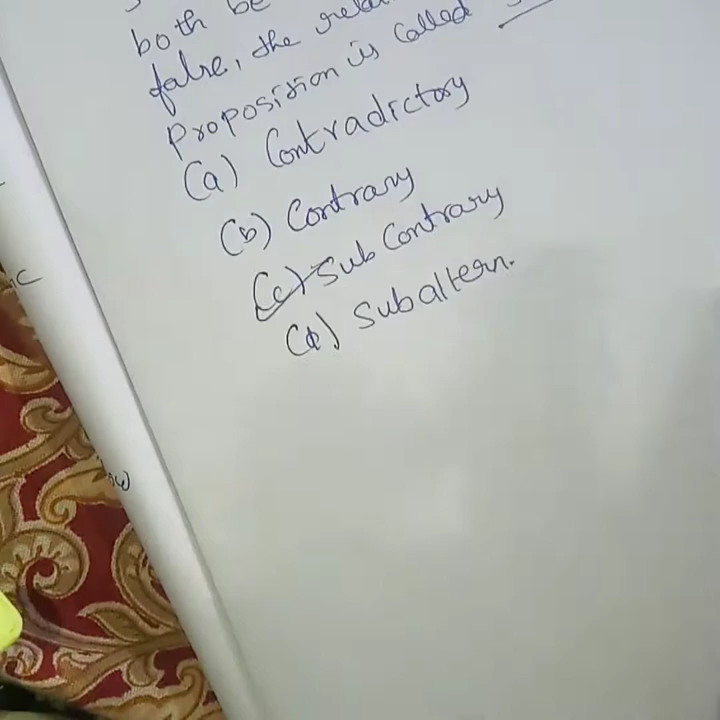 both be
false, the
Proposition is called
(a) Contradictory
(b) Contrary
(c) Sub Contrary
(d) Subaltern.